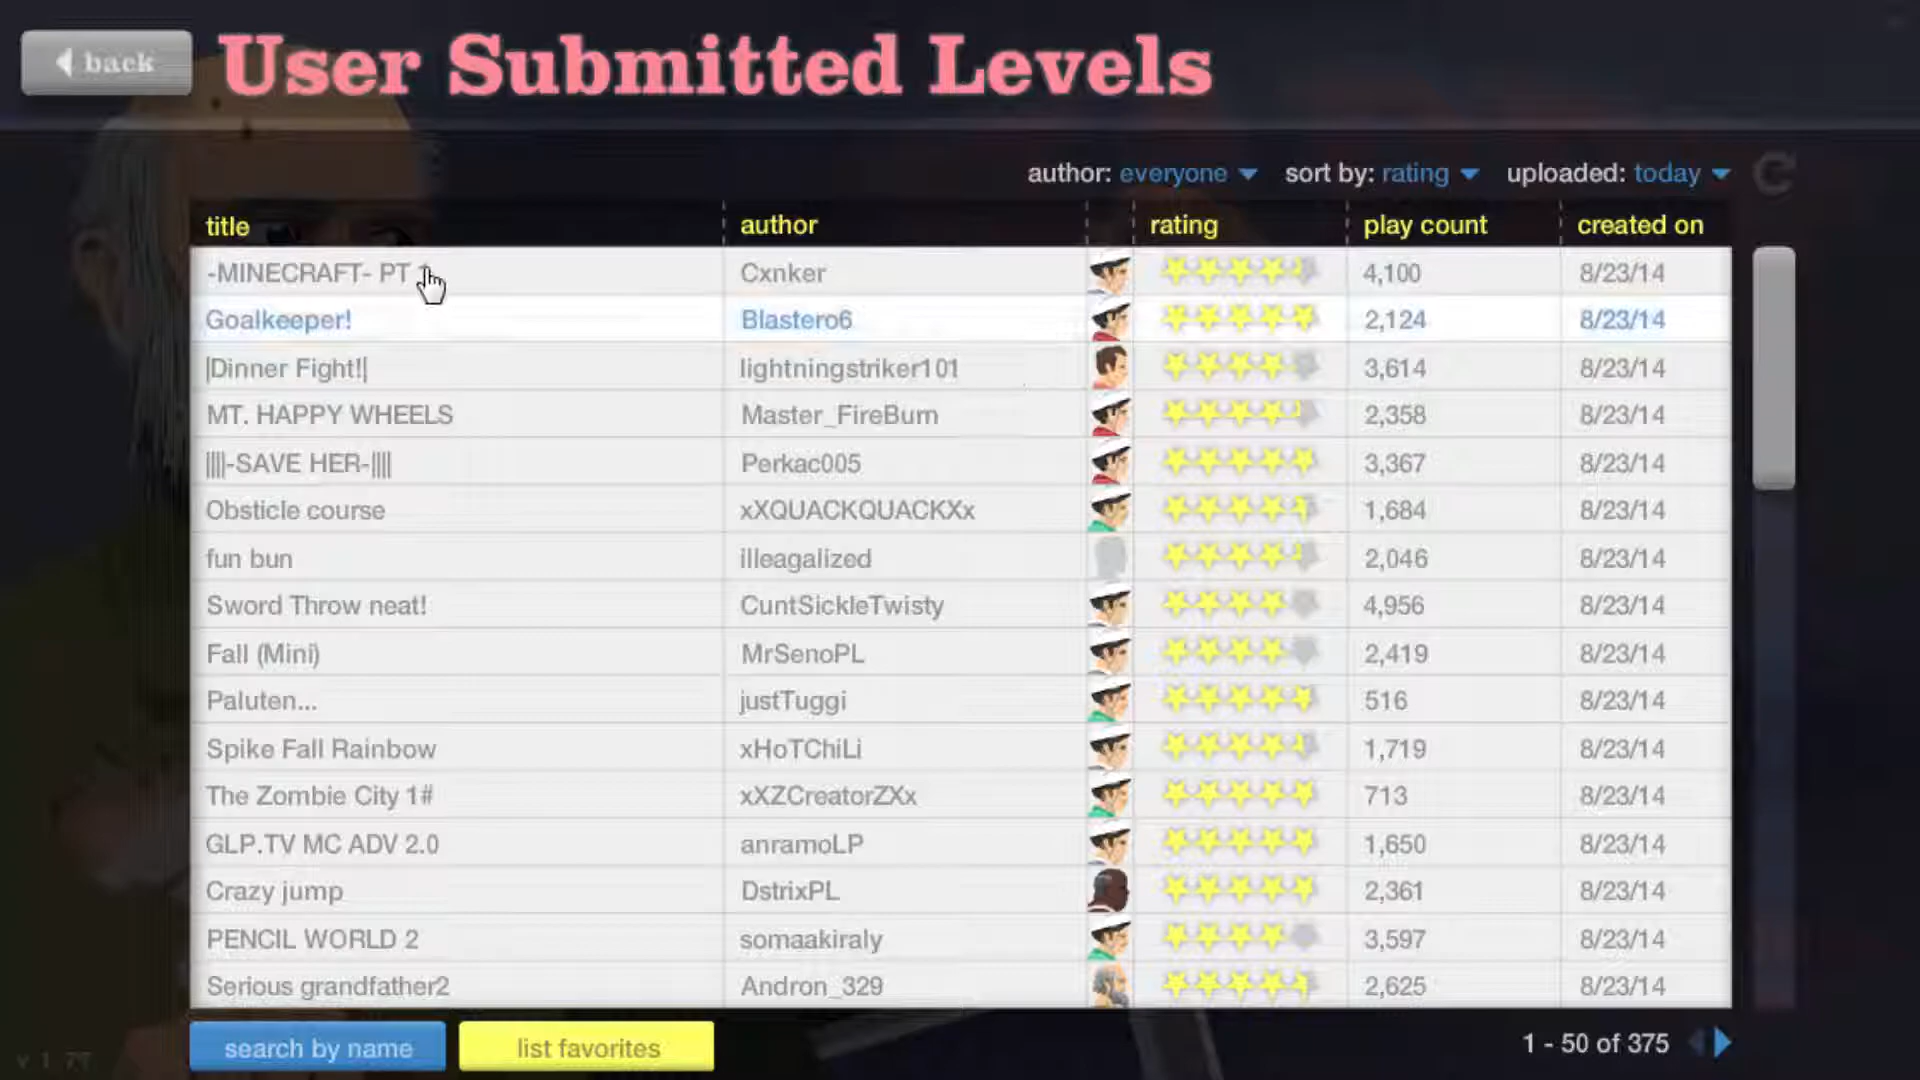 back
User Submitted Levels
author: everyone sort by: rating uploaded: today
title author rating play count created on
-MINECRAFT- PT Cxnker 4,100 8/23/14
Goalkeeper! Blastero6 2,124 8/23/14
|Dinner Fight!| lightningstriker101 3,614 8/23/14
MT. HAPPY WHEELS Master_FireBurn 2,358 8/23/14
||||-SAVE HER-|||| Perkac005 3,367 8/23/14
Obsticle course xXQUACKQUACKXx 1,684 8/23/14
fun bun illeagalized 2,046 8/23/14
Sword Throw neat! CuntSickleTwisty 4,956 8/23/14
Fall (Mini) MrSenoPL 2,419 8/23/14
Paluten... justTuggi 516 8/23/14
Spike Fall Rainbow xHoTChiLi 1,719 8/23/14
The Zombie City 1# xXZCreatorZXx 713 8/23/14
GLP.TV MC ADV 2.0 anramoLP 1,650 8/23/14
Crazy jump DstrixPL 2,361 8/23/14
PENCIL WORLD 2 somaakiraly 3,597 8/23/14
Serious grandfather2 Andron_329 2,625 8/23/14
search by name list favorites 1 - 50 of 375